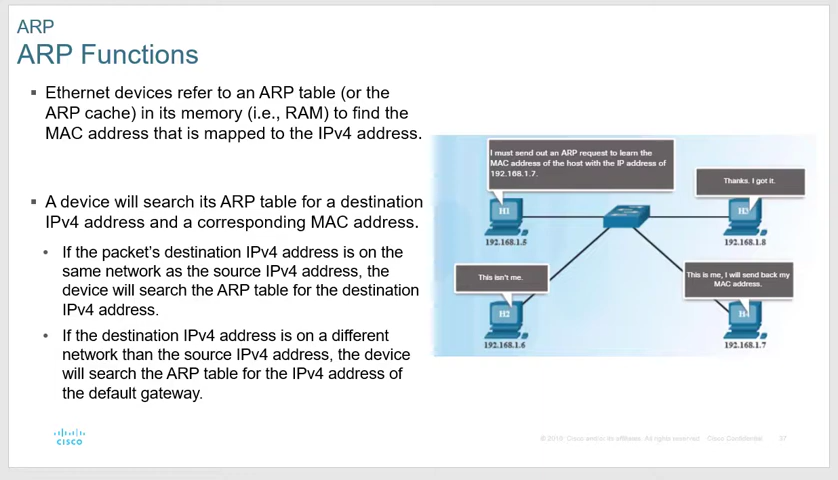 ARP
ARP Functions
▪ Ethernet devices refer to an ARP table (or the
ARP cache) in its memory (i.e., RAM) to find the
MAC address that is mapped to the IPv4 address.
▪ A device will search its ARP table for a destination
IPv4 address and a corresponding MAC address.
• If the packet's destination IPv4 address is on the
same network as the source IPv4 address, the
device will search the ARP table for the destination
IPv4 address.
• If the destination IPv4 address is on a different
network than the source IPv4 address, the device
will search the ARP table for the IPv4 address of
the default gateway.
I must send out an ARP request to learn the
MAC address of the host with the IP address of
192.168.1.7.
Thanks. I got it.
H1
H3
192.168.1.5
192.168.1.8
This isn't me.
This is me, I will send back my
MAC address.
H2
H4
192.168.1.6
192.168.1.7
CISCO
© 2016 Cisco and/or its affiliates. All rights reserved. Cisco Confidential
37